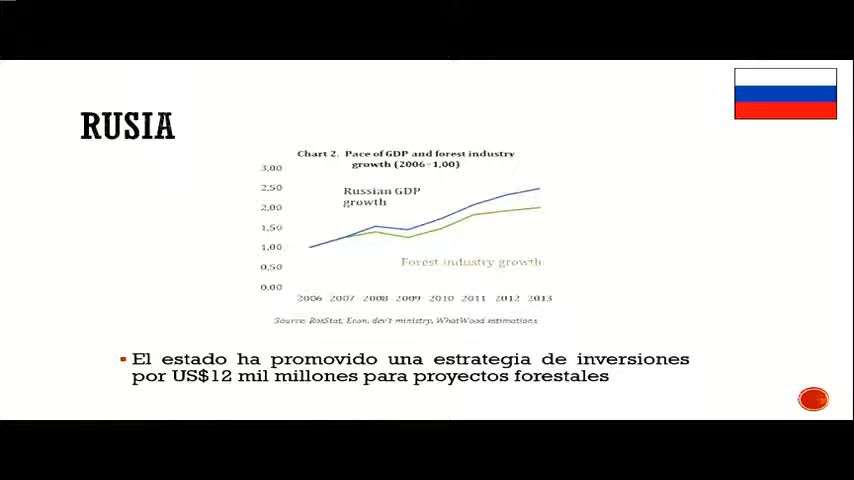 RUSIA
Chart 2. Pace of GDP and forest industry
growth (2006=1,00)
3,00
2,50
2,00
1,50
1,00
0,50
0,00
Russian GDP
growth
Forest industry growth
2006 2007 2008 2009 2010 2011 2012 2013
Source: RosStat, Econ. dev't ministry, WhatWood estimations
▪ El estado ha promovido una estrategia de inversiones
por US$12 mil millones para proyectos forestales